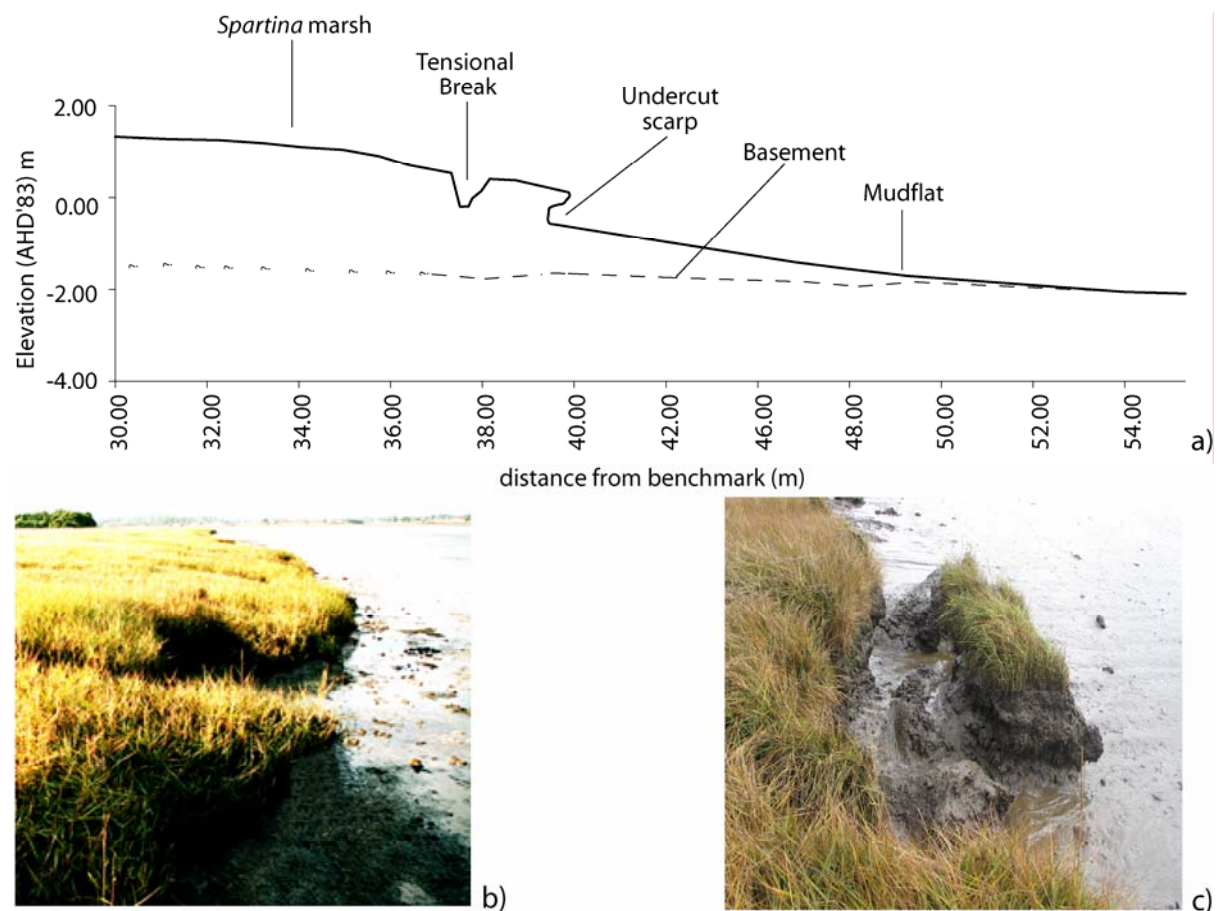 Spartina marsh
Tensional
Break
Undercut
scarp
Basement
Mudflat
Elevation (AHD'83) m
2.00
0.00
-2.00
-4.00
? ? ? ? ? ? ? ?
30.00
32.00
34.00
36.00
38.00
40.00
42.00
44.00
46.00
48.00
50.00
52.00
54.00
a)
distance from benchmark (m)
b)
c)